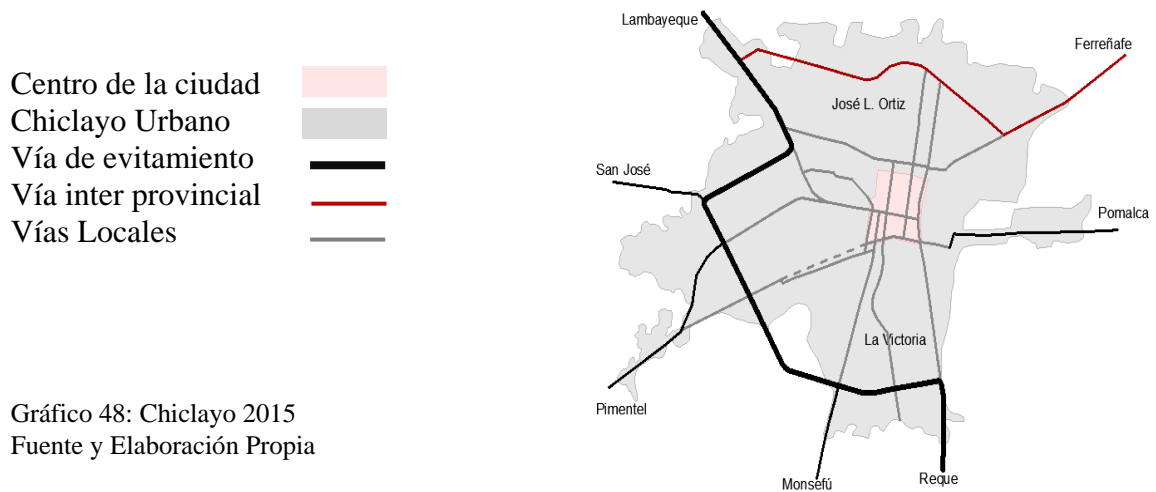 Centro de la ciudad
Chiclayo Urbano
Vía de evitamiento
Vía inter provincial
Vías Locales
Gráfico 48: Chiclayo 2015
Fuente y Elaboración Propia
Lambayeque
Ferreñafe
José L. Ortiz
San José
Pomalca
La Victoria
Pimentel
Monsefú
Reque